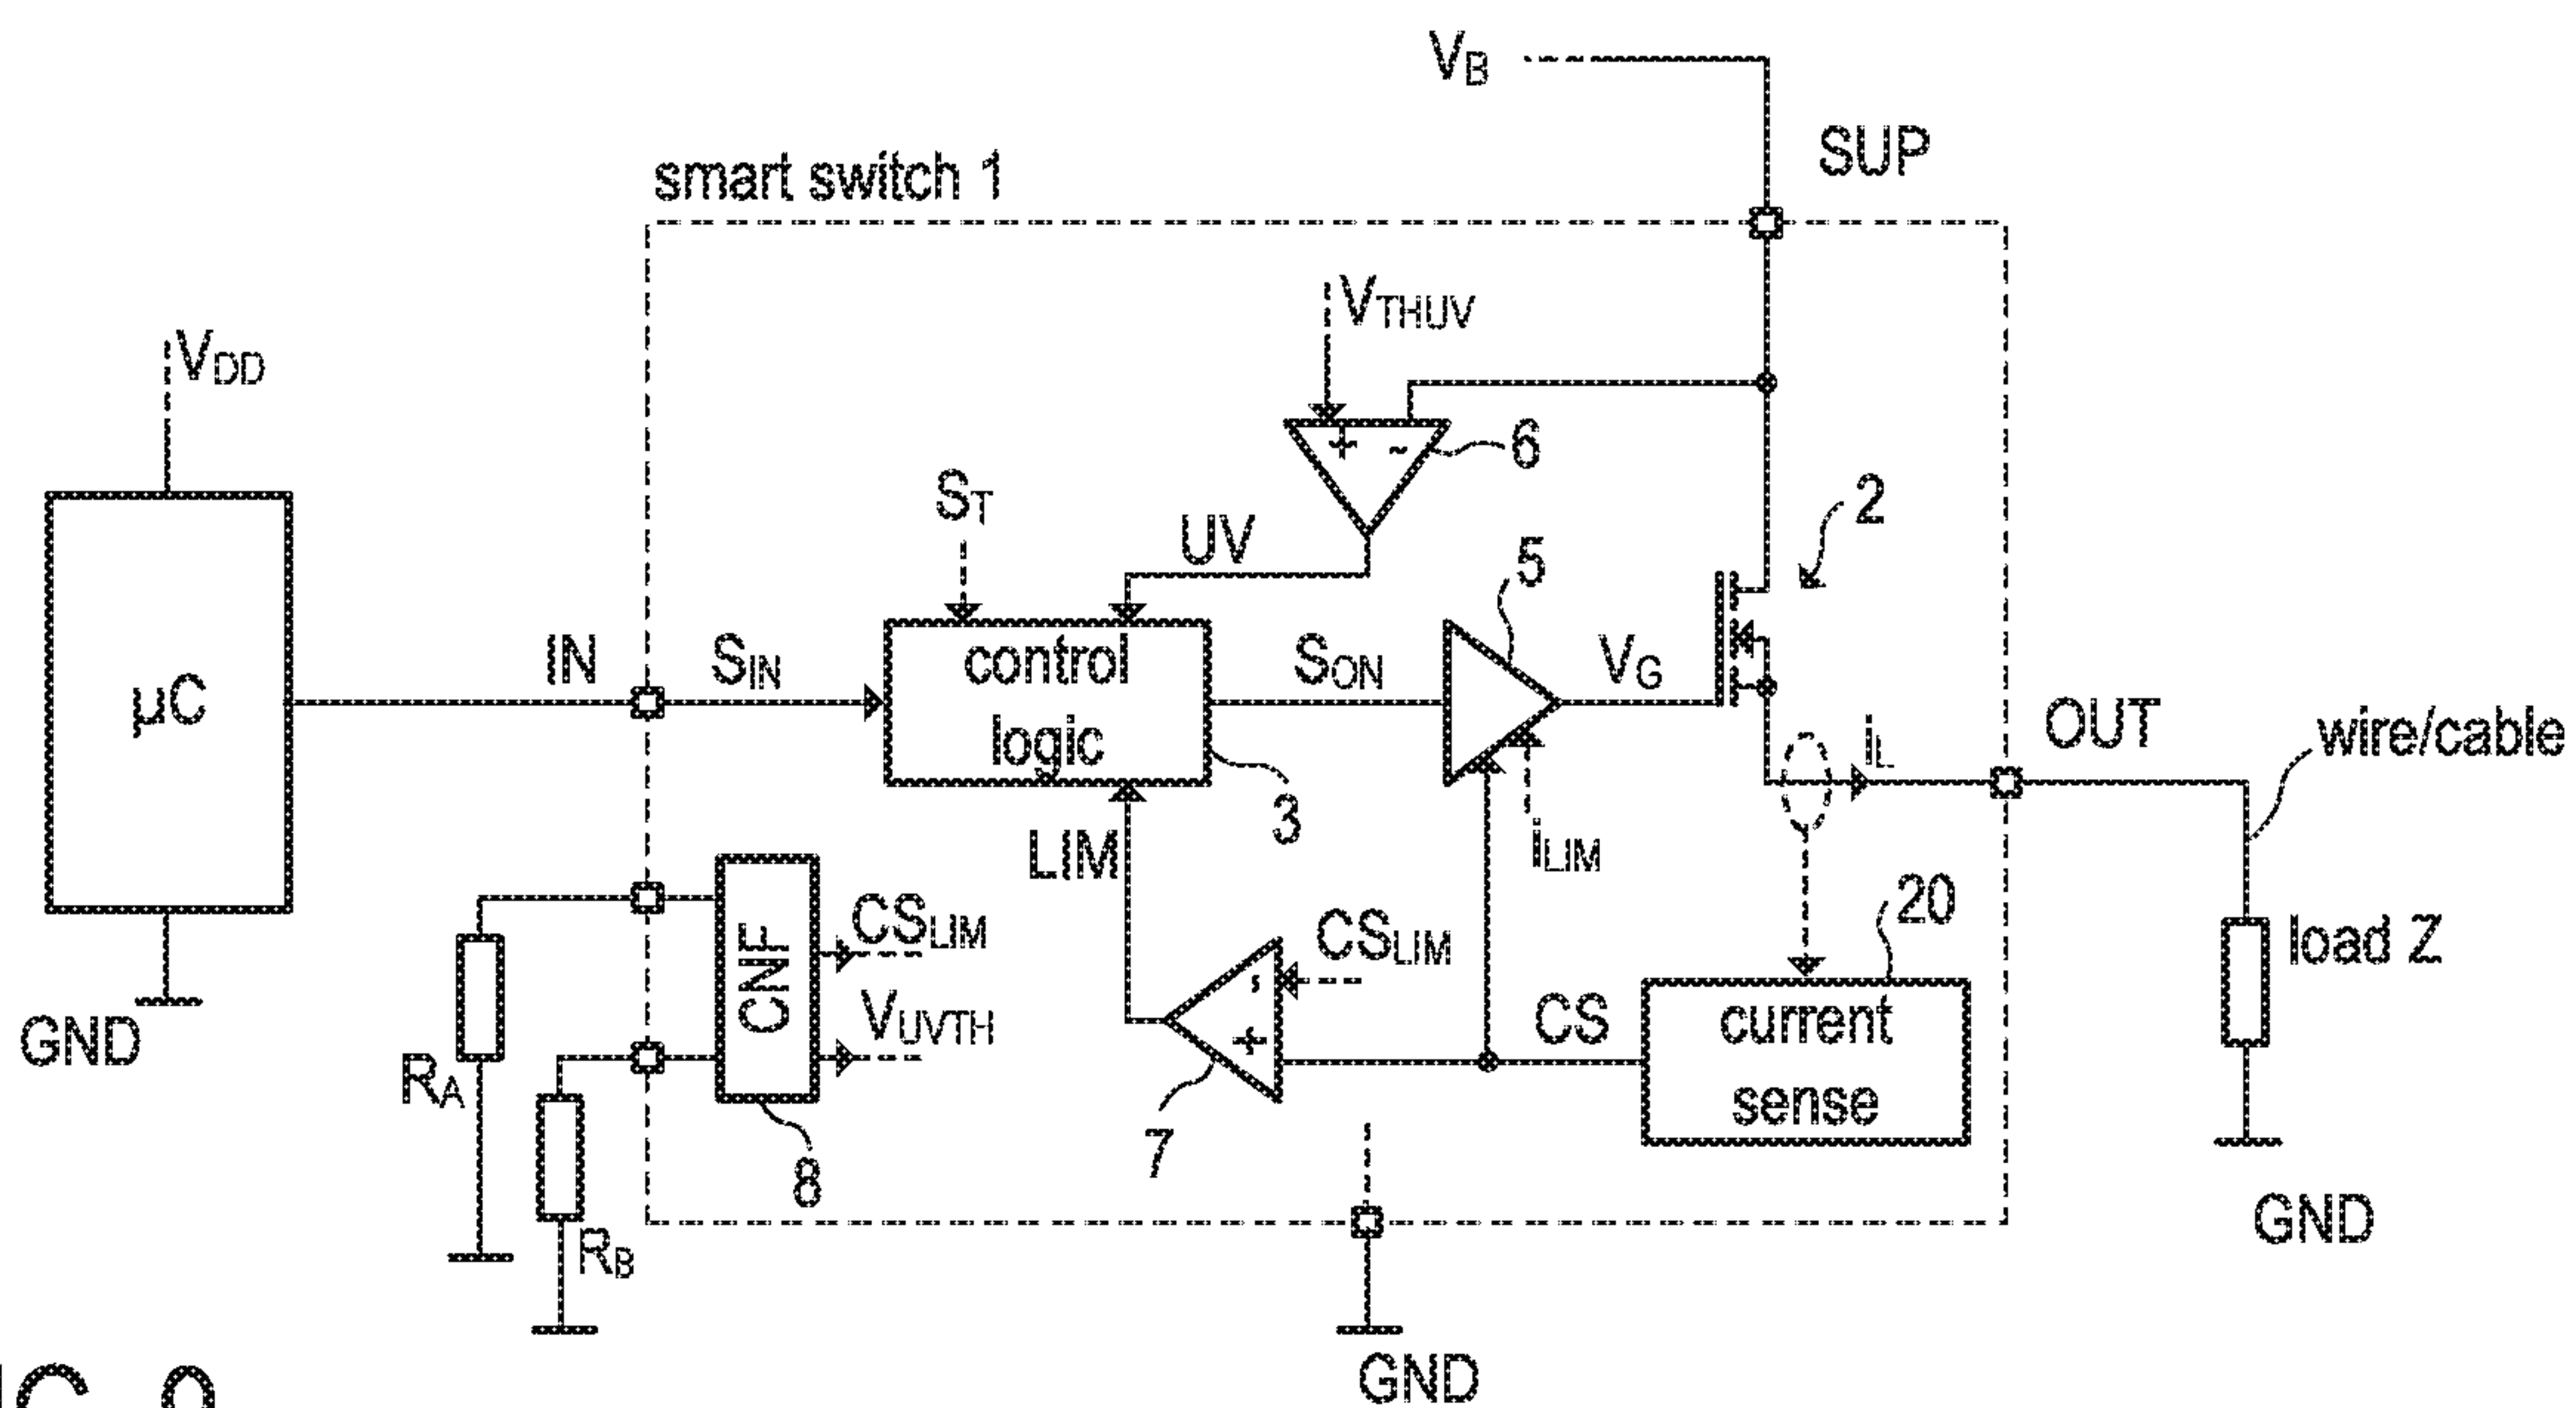 VB
SUP
smart switch 1
VTHUV
VDD
6
ST
2
UV
5
µC
IN
SIN
control
logic
SON
VG
iL
OUT
wire/cable
3
LIM
iLIM
CNF
CSLIM
CSLIM
20
load Z
VUVTH
CS
current
sense
GND
RA
7
8
RB
GND
GND